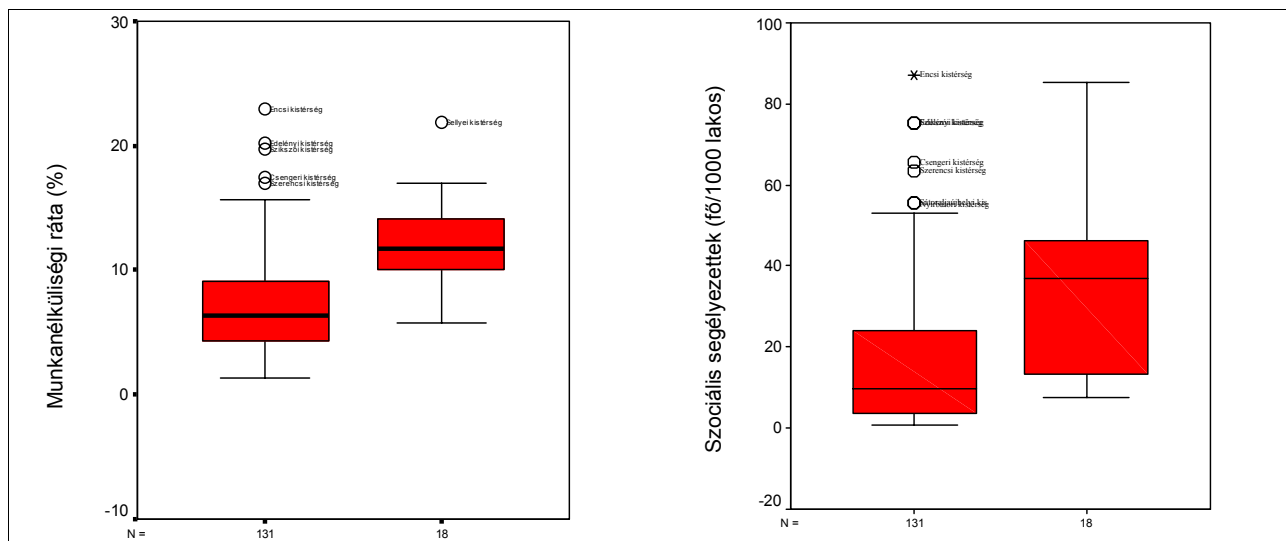 Munkanélküliségi ráta (%)
30
20
10
0
-10
Encsi kistérség
Edelényi kistérség
Szikszói kistérség
Csengeri kistérség
Szerencsi kistérség
Sellyei kistérség
N =
131
18
Szociális segélyezettek (fő/1000 lakos)
100
80
60
40
20
0
-20
Encsi kistérség
kistérség
Csengeri kistérség
Szerencsi kistérség
N =
131
18